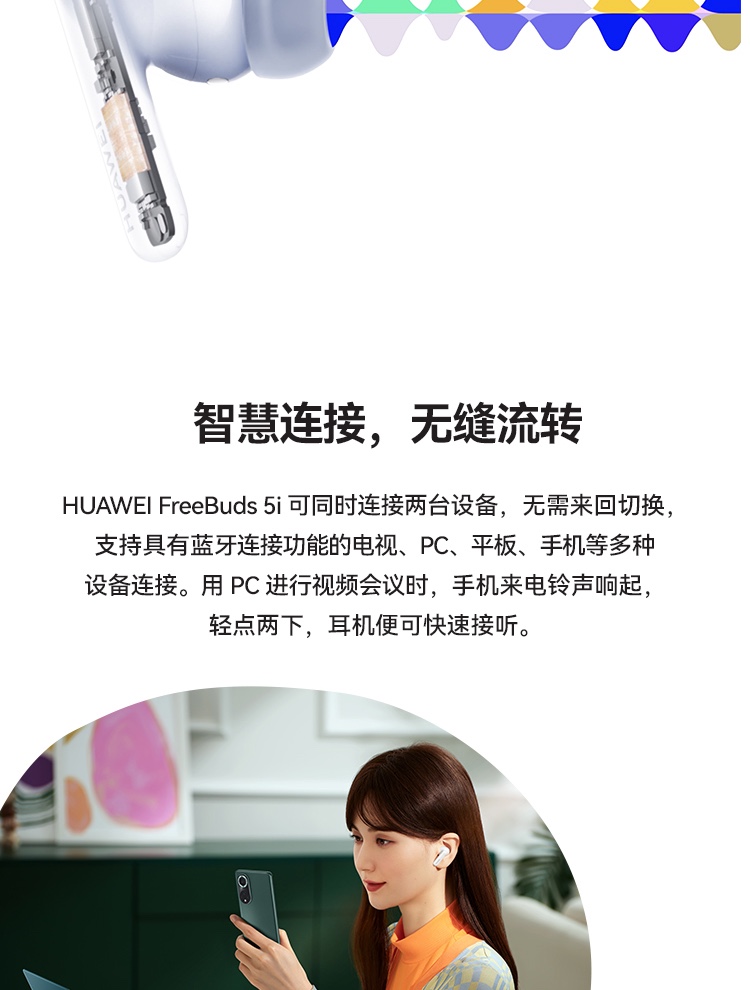 HUAWEI
智慧连接，无缝流转
HUAWEI FreeBuds 5i 可同时连接两台设备，无需来回切换，
支持具有蓝牙连接功能的电视、PC、平板、手机等多种
设备连接。用 PC 进行视频会议时，手机来电铃声响起，
轻点两下，耳机便可快速接听。